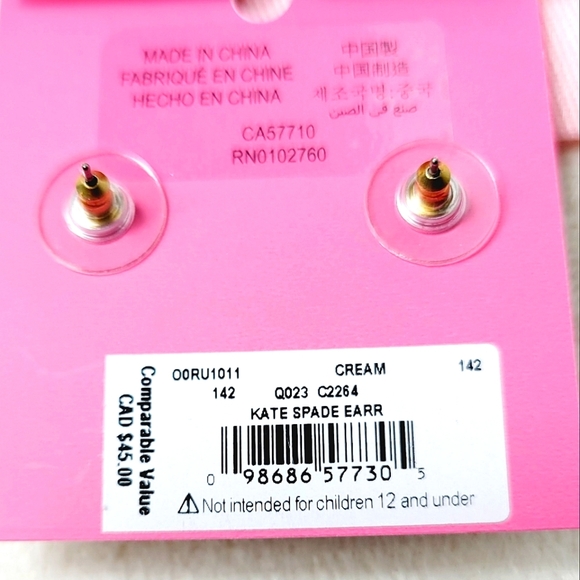 MADE IN CHINA
FABRIQUÉ EN CHINE
HECHO EN CHINA
中国製
中国制造
제조국명:중국
صنع في الصين
CA57710
RN0102760
Comparable Value
CAD $45.00
O0RU1011 CREAM 142
142 Q023 C2264
KATE SPADE EARR
0 98686 57730 5
⚠ Not intended for children 12 and under